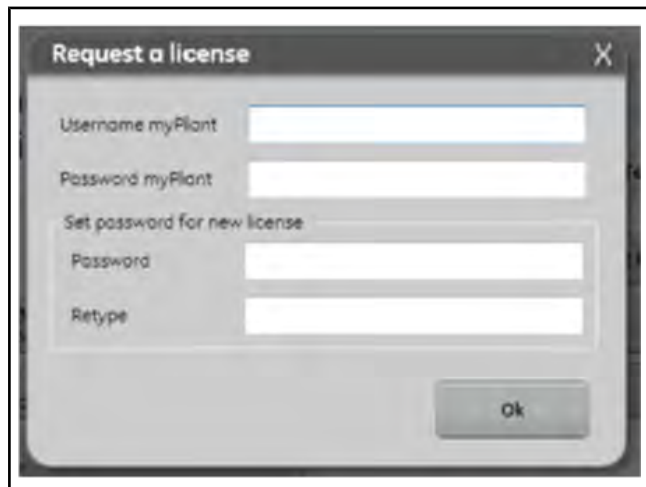 Request a license X
Username myPlant
Password myPlant
Set password for new license
Password
Retype
Ok